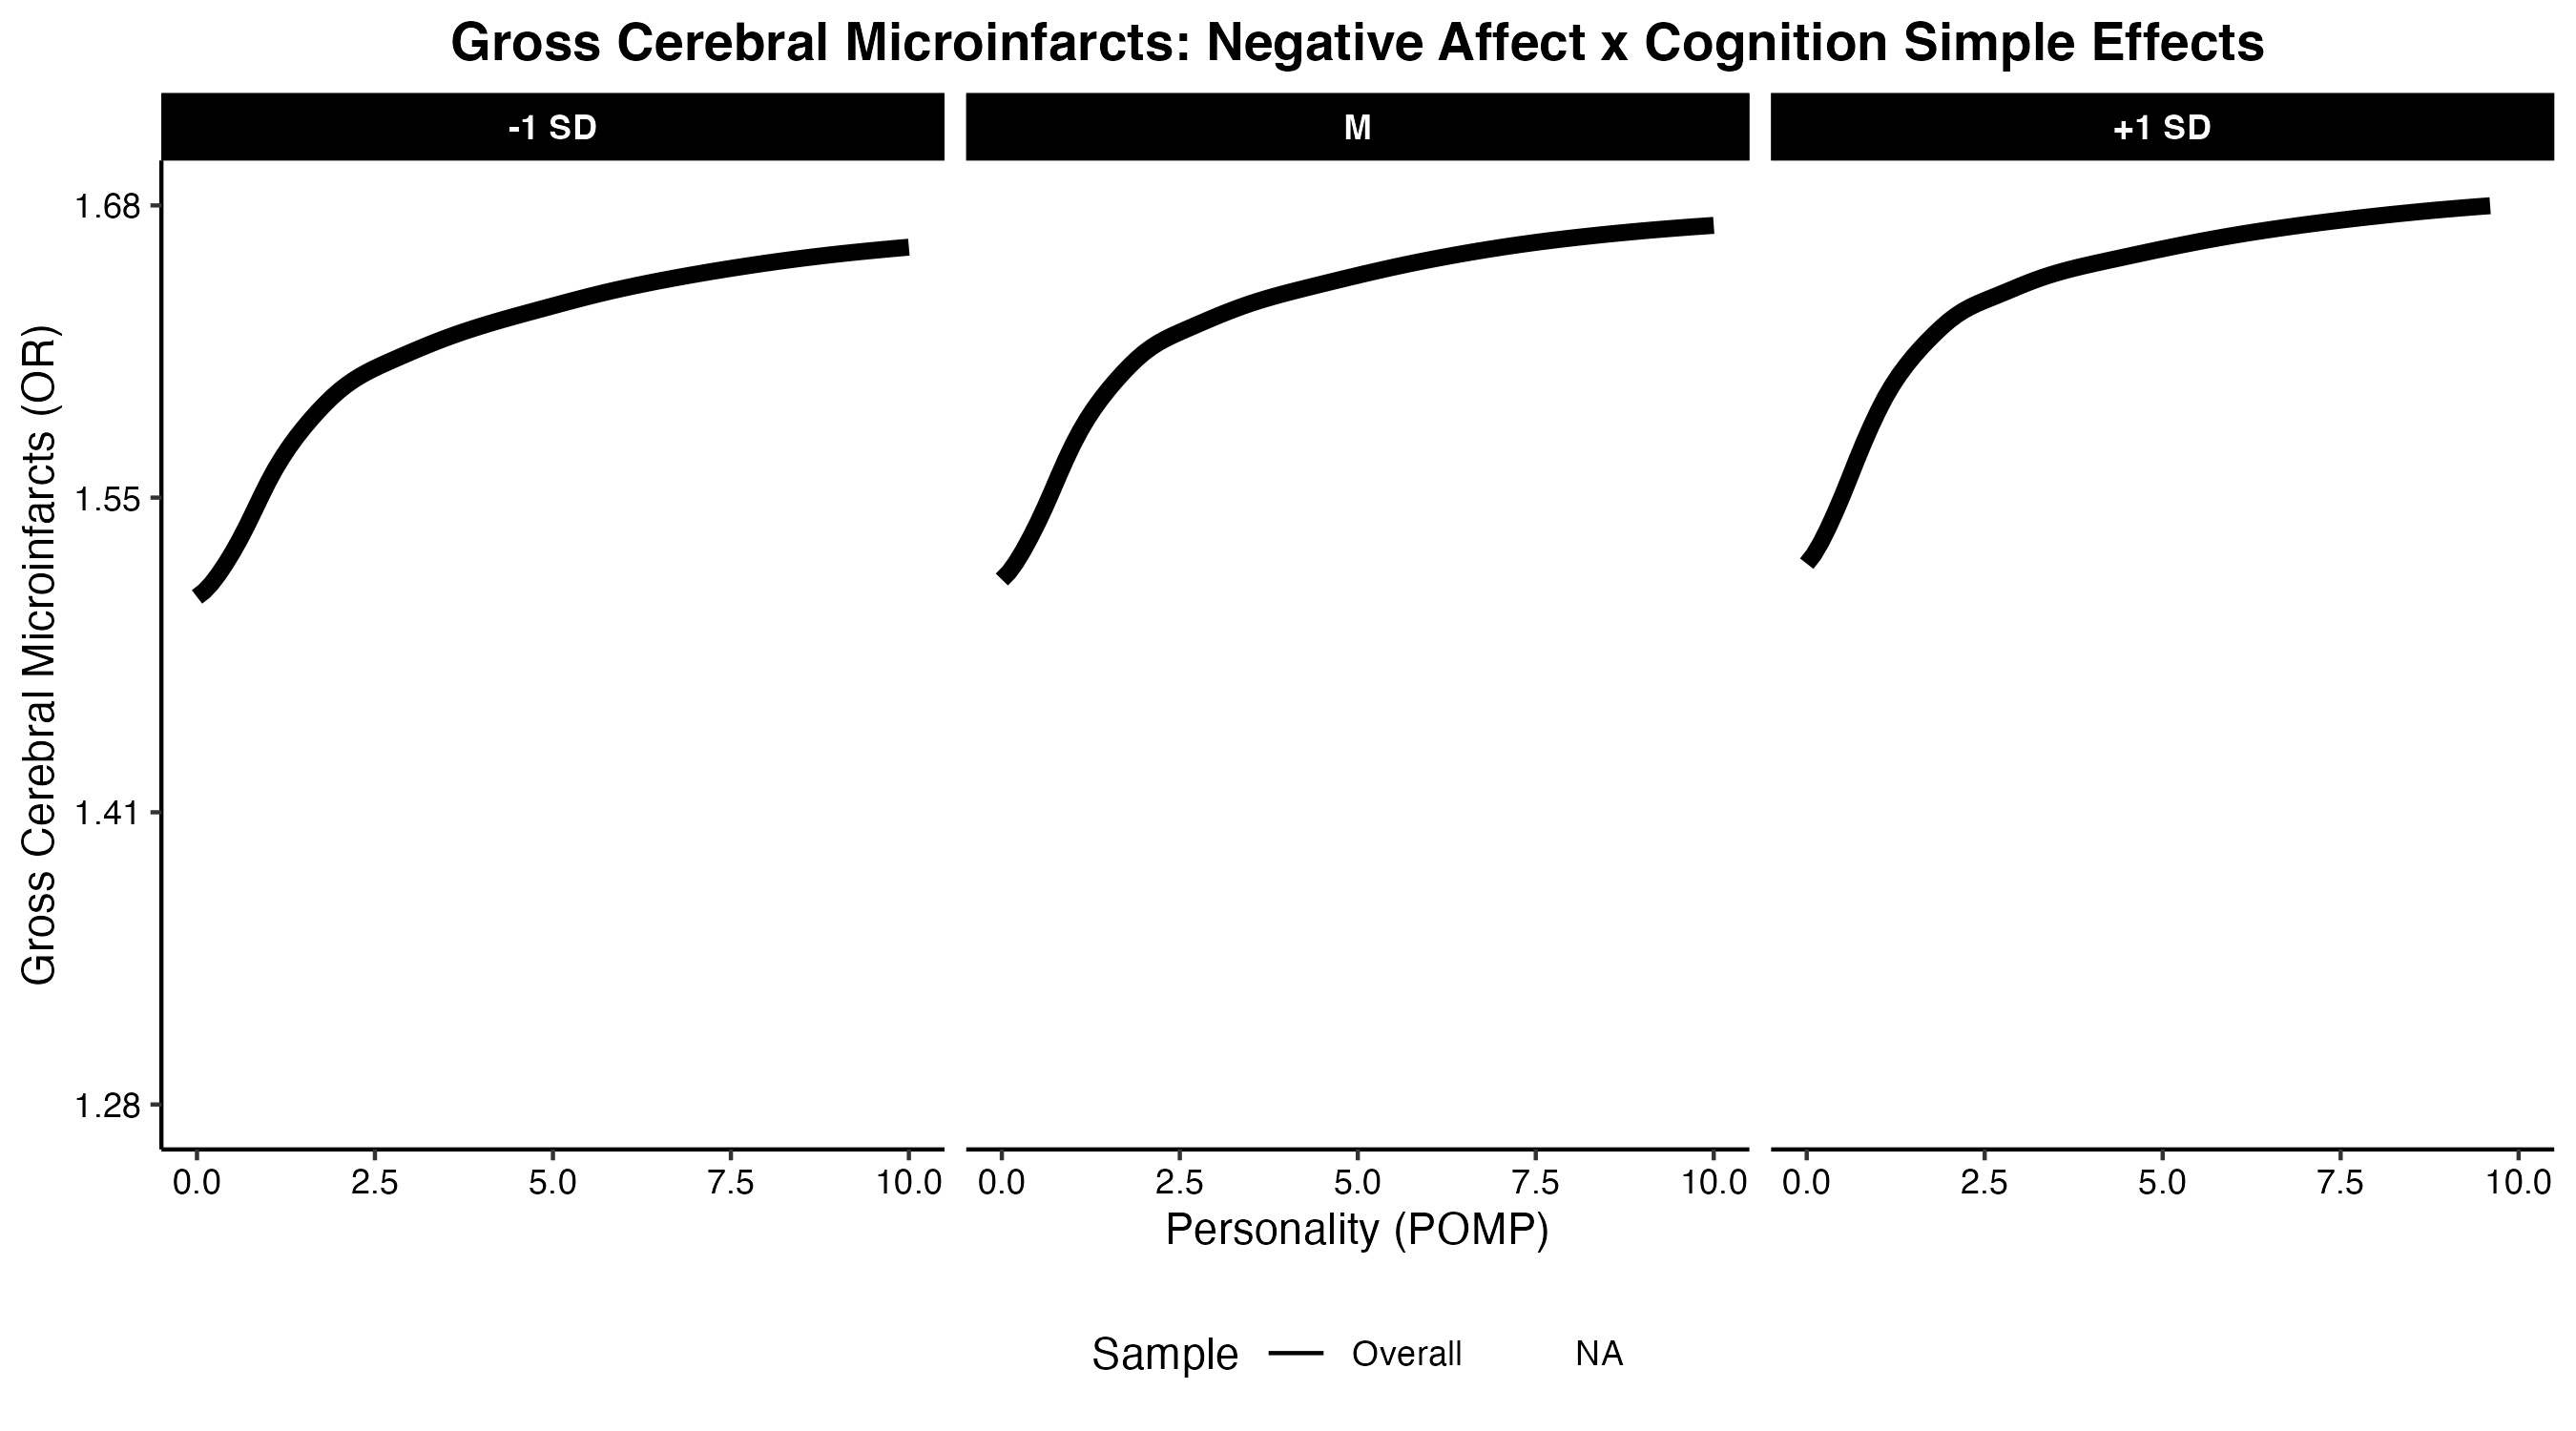 Gross Cerebral Microinfarcts: Negative Affect x Cognition Simple Effects
-1 SD
M
+1 SD
Gross Cerebral Microinfarcts (OR)
1.68
1.55
1.41
1.28
0.0 2.5 5.0 7.5 10.0
0.0 2.5 5.0 7.5 10.0
0.0 2.5 5.0 7.5 10.0
Personality (POMP)
Sample Overall NA